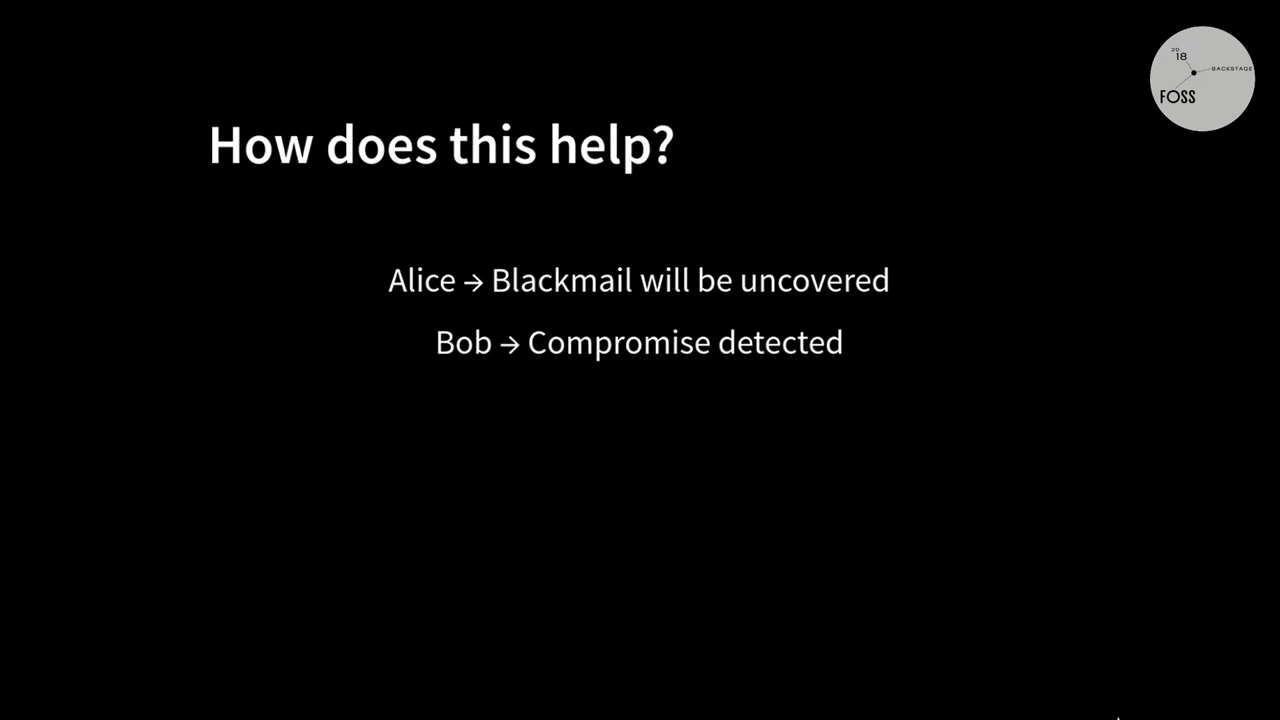 20
18
BACKSTAGE
FOSS
How does this help?
Alice → Blackmail will be uncovered
Bob → Compromise detected